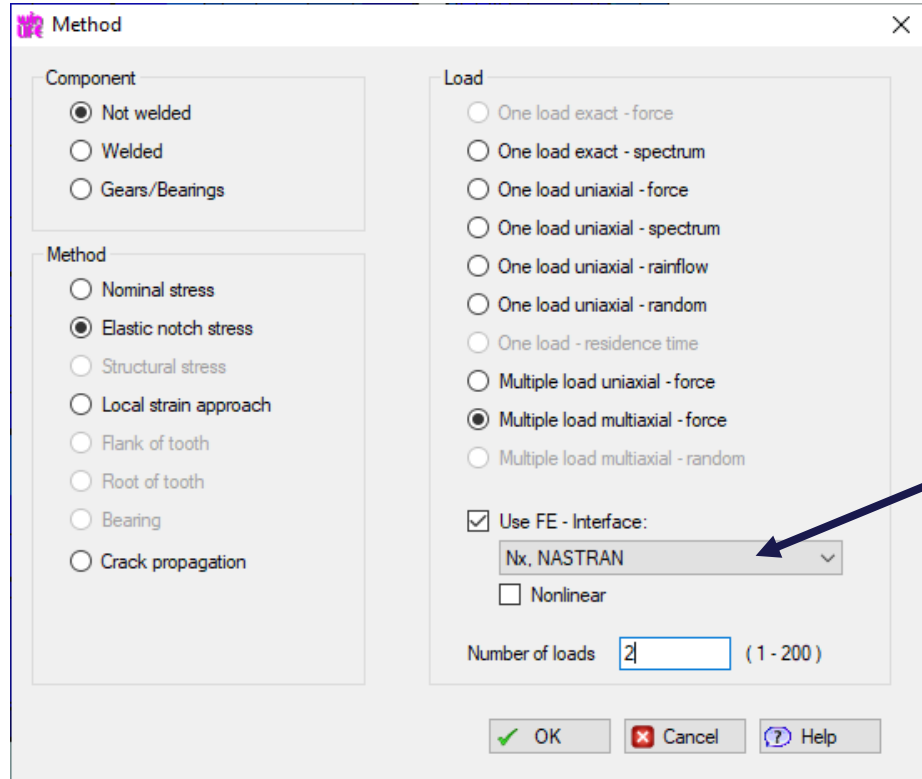 win
LIFE
Method
Component
Not welded
Welded
Gears/Bearings
Method
Nominal stress
Elastic notch stress
Structural stress
Local strain approach
Flank of tooth
Root of tooth
Bearing
Crack propagation
Load
One load exact - force
One load exact - spectrum
One load uniaxial - force
One load uniaxial - spectrum
One load uniaxial - rainflow
One load uniaxial - random
One load - residence time
Multiple load uniaxial - force
Multiple load multiaxial - force
Multiple load multiaxial - random
Use FE - Interface:
Nx, NASTRAN
Nonlinear
Number of loads 2 ( 1 - 200 )
OK Cancel Help